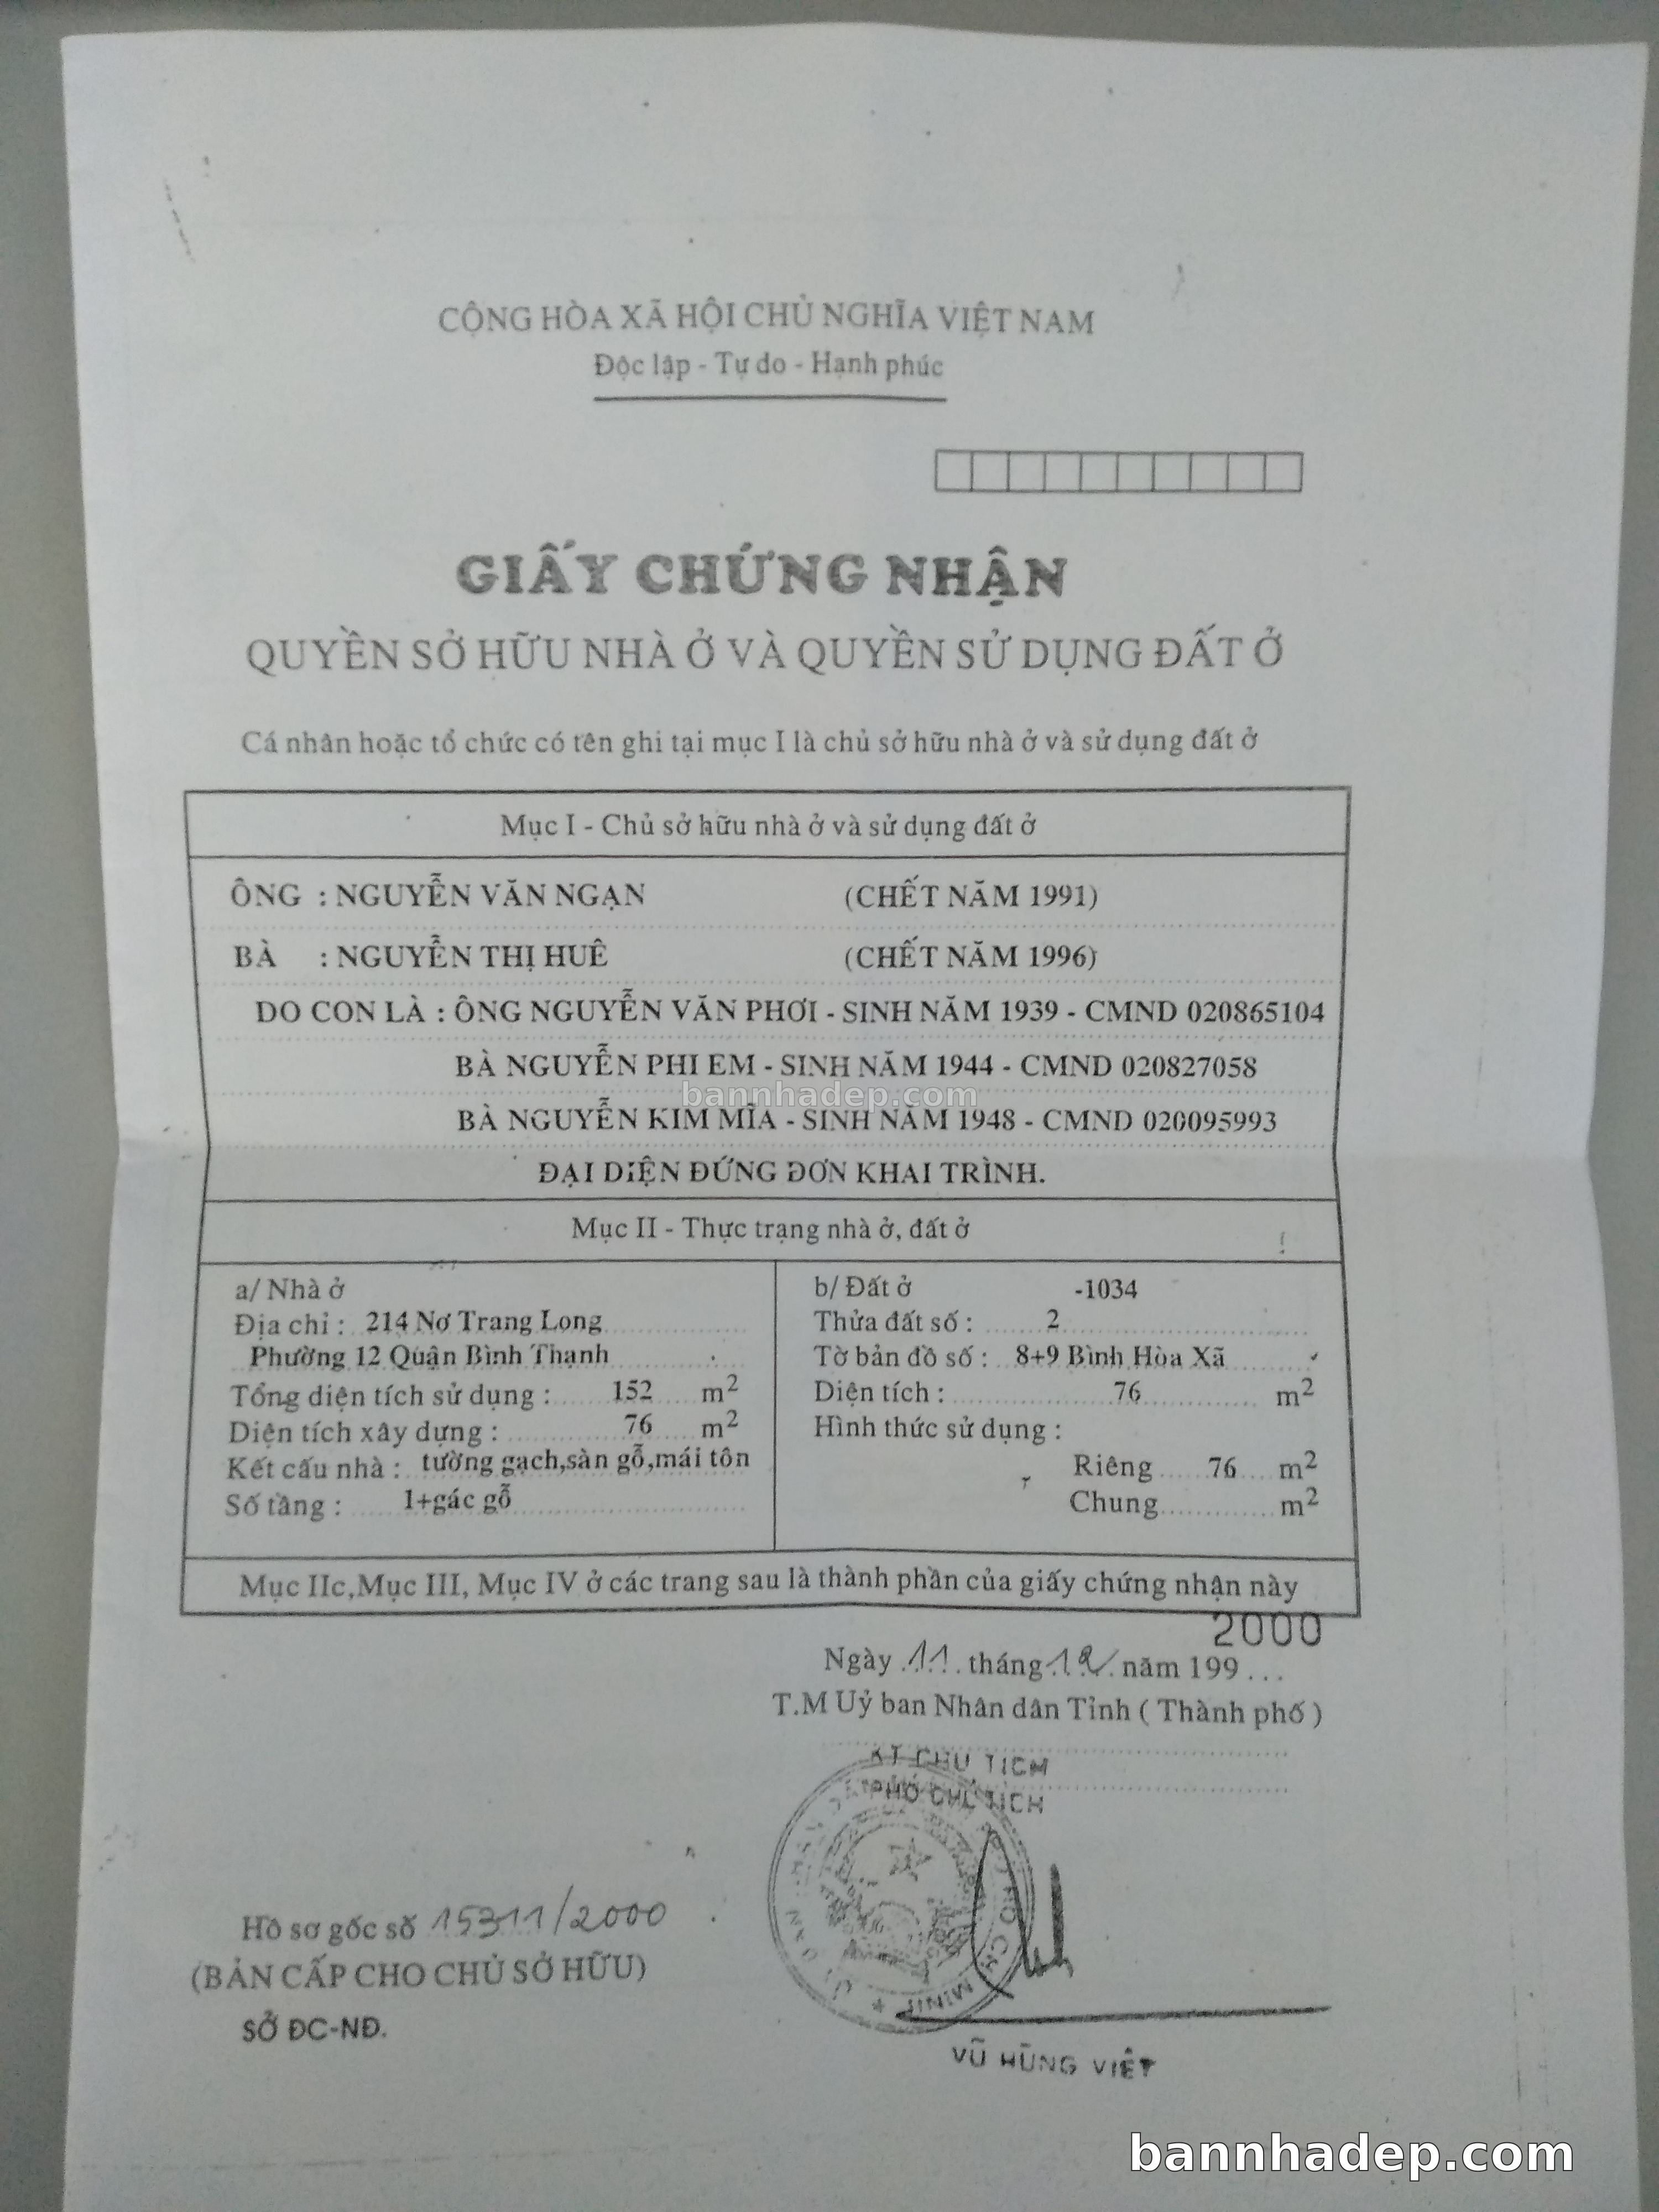 CỘNG HÒA XÃ HỘI CHỦ NGHĨA VIỆT NAM
Độc lập - Tự do - Hạnh phúc
GIẤY CHỨNG NHẬN
QUYỀN SỞ HỮU NHÀ Ở VÀ QUYỀN SỬ DỤNG ĐẤT Ở
Cá nhân hoặc tổ chức có tên ghi tại mục I là chủ sở hữu nhà ở và sử dụng đất ở
Mục I - Chủ sở hữu nhà ở và sử dụng đất ở
ÔNG : NGUYỄN VĂN NGẠN (CHẾT NĂM 1991)
BÀ : NGUYỄN THỊ HUÊ (CHẾT NĂM 1996)
DO CON LÀ : ÔNG NGUYỄN VĂN PHƠI - SINH NĂM 1939 - CMND 020865104
BÀ NGUYỄN PHI EM - SINH NĂM 1944 - CMND 020827058
bannhadep.com
BÀ NGUYỄN KIM MĨA - SINH NĂM 1948 - CMND 020095993
ĐẠI DIỆN ĐỨNG ĐƠN KHAI TRÌNH.
Mục II - Thực trạng nhà ở, đất ở
a/ Nhà ở
Địa chỉ : 214 Nơ Trang Long
Phường 12 Quận Bình Thạnh
Tổng diện tích sử dụng : 152 m2
Diện tích xây dựng : 76 m2
Kết cấu nhà : tường gạch,sàn gỗ,mái tôn
Số tầng : 1+gác gỗ
b/ Đất ở -1034
Thửa đất số : 2
Tờ bản đồ số : 8+9 Bình Hòa Xã
Diện tích : 76 m2
Hình thức sử dụng :
Riêng 76 m2
Chung m2
Mục IIc,Mục III, Mục IV ở các trang sau là thành phần của giấy chứng nhận này
2000
Ngày 11 tháng 12 năm 199 ...
T.M Uỷ ban Nhân dân Tỉnh ( Thành phố )
KT CHỦ TỊCH
PHÓ CHỦ TỊCH
Hồ sơ gốc số 15311/2000
(BẢN CẤP CHO CHỦ SỞ HỮU)
SỞ ĐC-NĐ.
VŨ HÙNG VIỆT
bannhadep.com